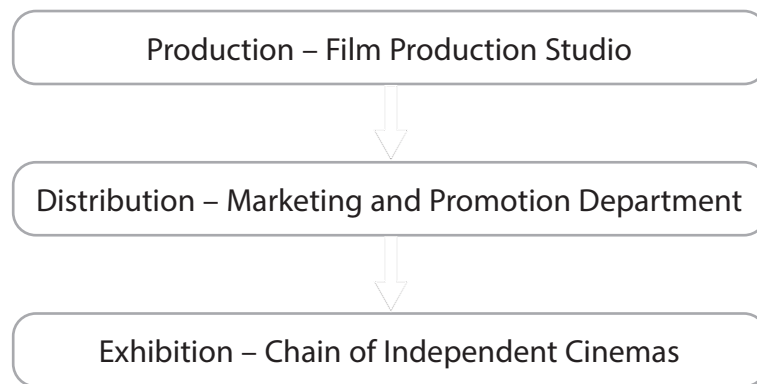 Production – Film Production Studio
Distribution – Marketing and Promotion Department
Exhibition – Chain of Independent Cinemas